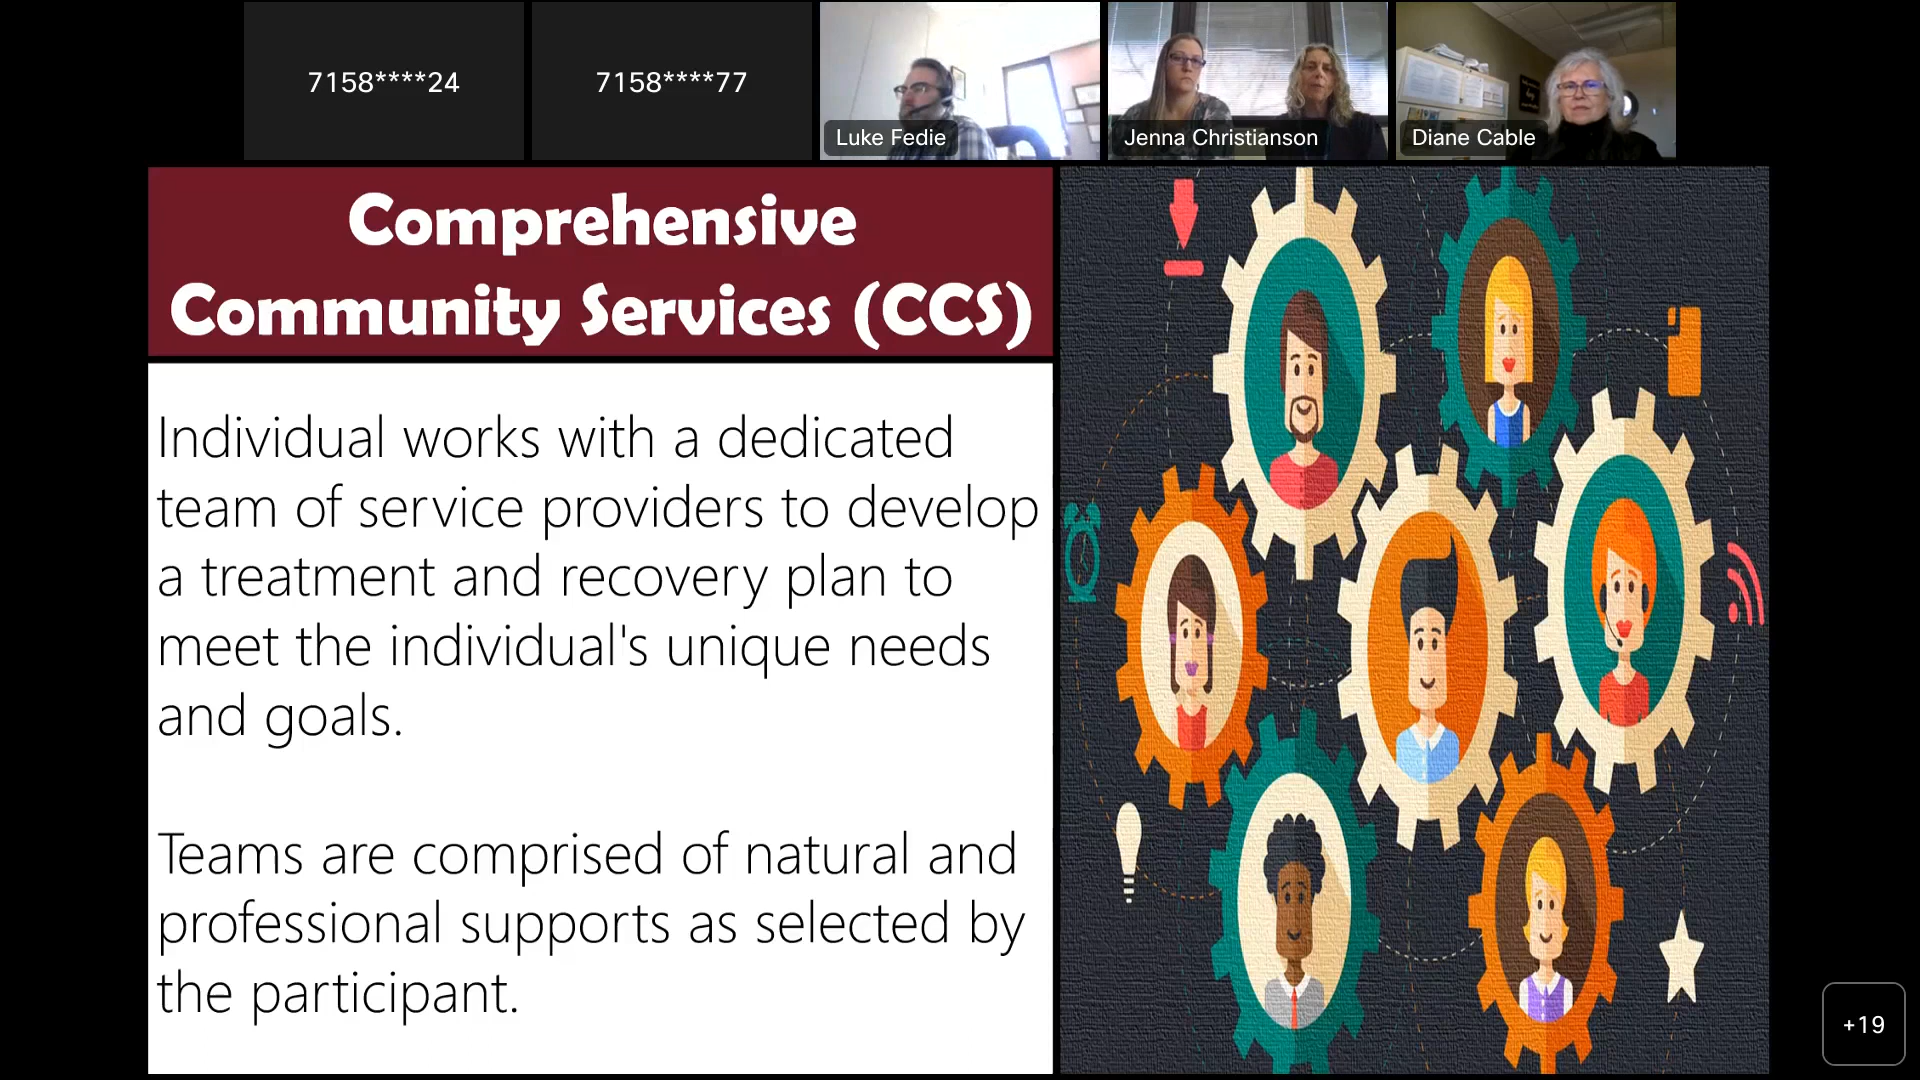 7158****24
7158****77
Luke Fedie
Jenna Christianson
Diane Cable
Comprehensive
Community Services (CCS)
Individual works with a dedicated
team of service providers to develop
a treatment and recovery plan to
meet the individual's unique needs
and goals.
Teams are comprised of natural and
professional supports as selected by
the participant.
+19